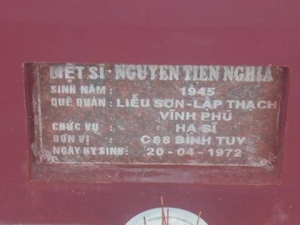 LIỆT SĨ · NGUYỄN TIẾN NGHĨA
SINH NĂM : 1945
QUÊ QUÁN : LIỄU SƠN-LẬP THẠCH
VĨNH PHÚ
CHỨC VỤ : HẠ SĨ
ĐƠN VỊ : C88 BÌNH TUY
NGÀY HY SINH: 20-04-1972